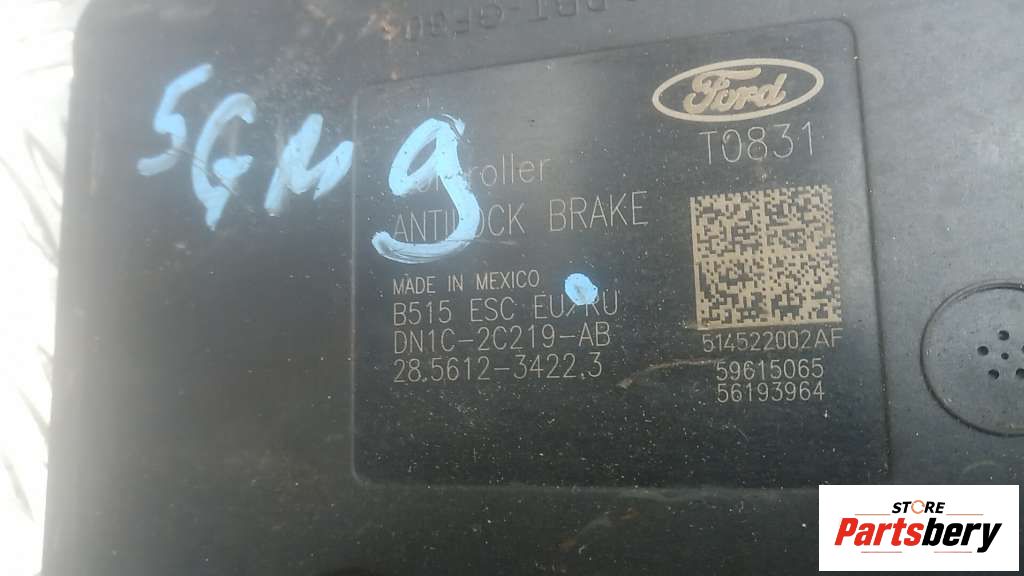 Ford
T0831
5GM9
Controller
ANTILOCK BRAKE
MADE IN MEXICO
B515 ESC EU>RU
DN1C-2C219-AB
28.5612-3422.3
514522002AF
59615065
56193964
STORE
Partsbery